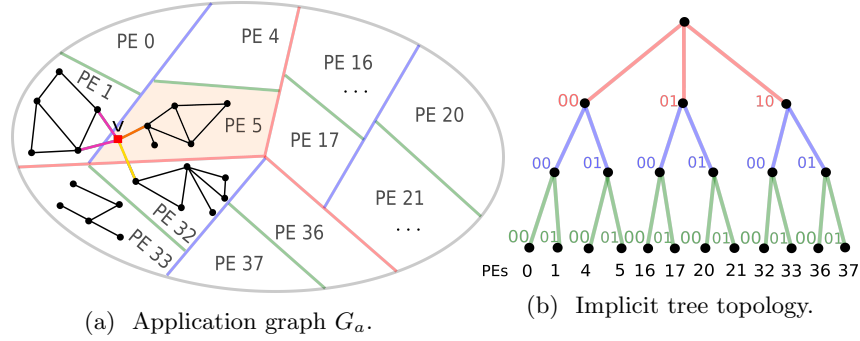 PE 0
PE 4
PE 16
...
PE 1
V
PE 5
PE 17
PE 20
PE 21
...
PE 32
PE 33
PE 36
PE 37
(a) Application graph Ga.
00 01 10
00 01 00 01 00 01
00 01 00 01 00 01 00 01 00 01 00 01
PEs 0 1 4 5 16 17 20 21 32 33 36 37
(b) Implicit tree topology.